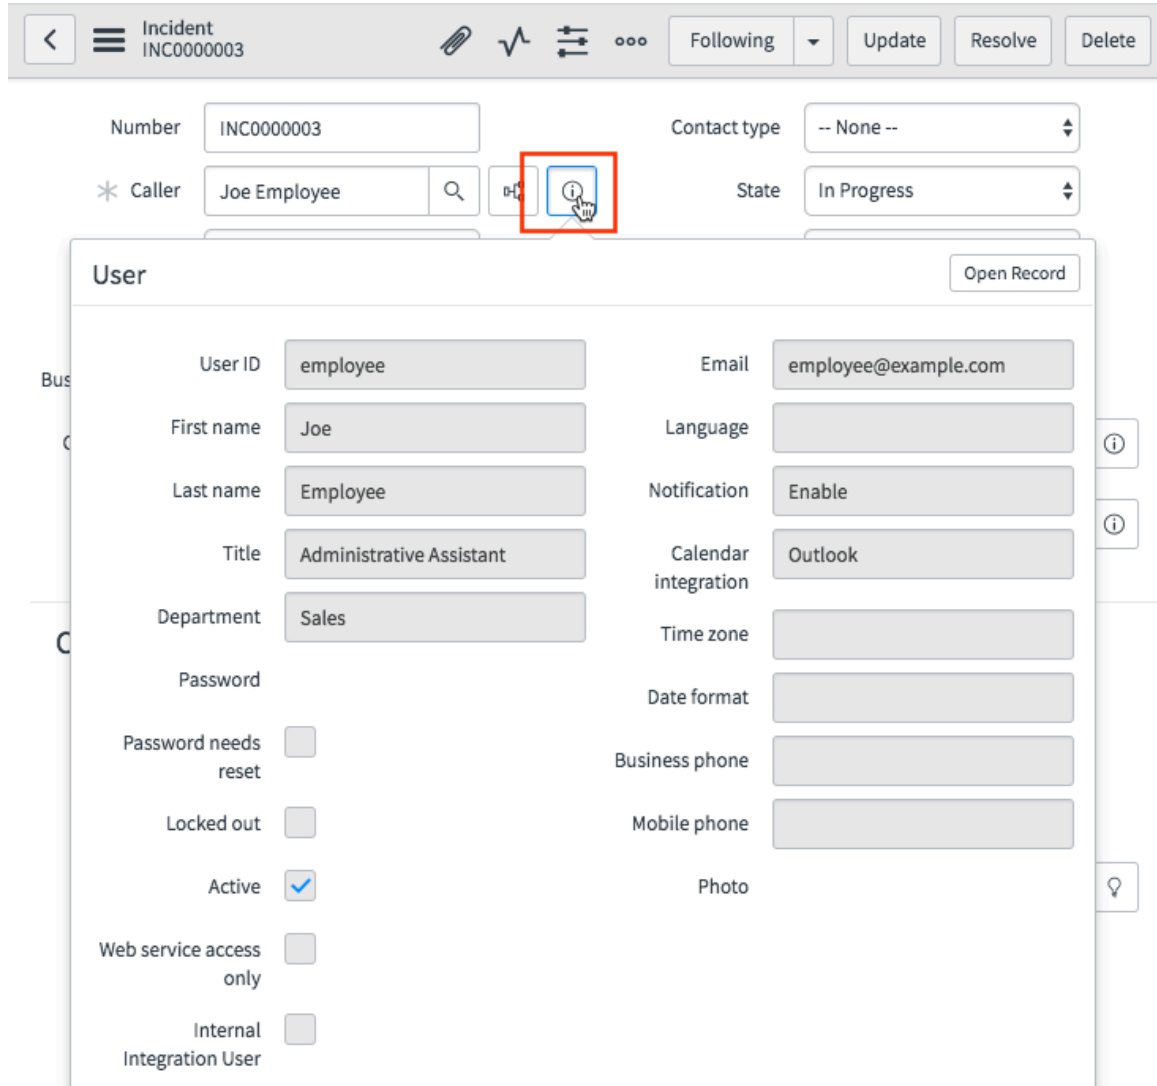 Incident
INC0000003
Following
Update
Resolve
Delete
Number
INC0000003
Contact type
-- None --
Caller
Joe Employee
State
In Progress
User
Open Record
User ID
employee
Email
employee@example.com
Bus
First name
Joe
Language
Last name
Employee
Notification
Enable
Title
Administrative Assistant
Calendar
integration
Outlook
Department
Sales
Time zone
Password
Date format
Password needs
reset
Business phone
Locked out
Mobile phone
Active
Photo
Web service access
only
Internal
Integration User